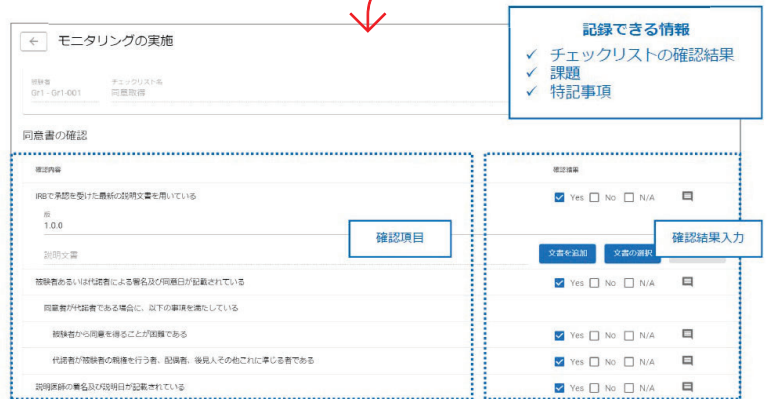 ← モニタリングの実施
記録できる情報
✓ チェックリストの確認結果
✓ 課題
✓ 特記事項
被験者 チェックリスト名
Gr1 - Gr1-001 同意取得
同意書の確認
確認内容 確認結果
IRBで承認を受けた最新の説明文書を用いている Yes No N/A
版
1.0.0
確認項目 確認結果入力
説明文書 文書を追加 文書の選択
被験者あるいは代諾者による署名及び同意日が記載されている Yes No N/A
同意者が代諾者である場合に、以下の事項を満たしている
被験者から同意を得ることが困難である Yes No N/A
代諾者が被験者の親権を行う者、配偶者、後見人その他これに準じる者である Yes No N/A
説明医師の署名及び説明日が記載されている Yes No N/A